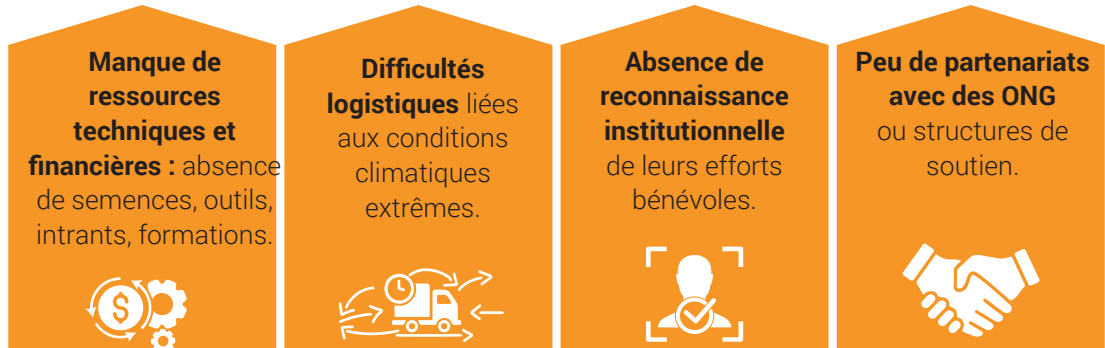 Manque de
ressources
techniques et
financières : absence
de semences, outils,
intrants, formations.
Difficultés
logistiques liées
aux conditions
climatiques
extrêmes.
Absence de
reconnaissance
institutionnelle
de leurs efforts
bénévoles.
Peu de partenariats
avec des ONG
ou structures de
soutien.
$